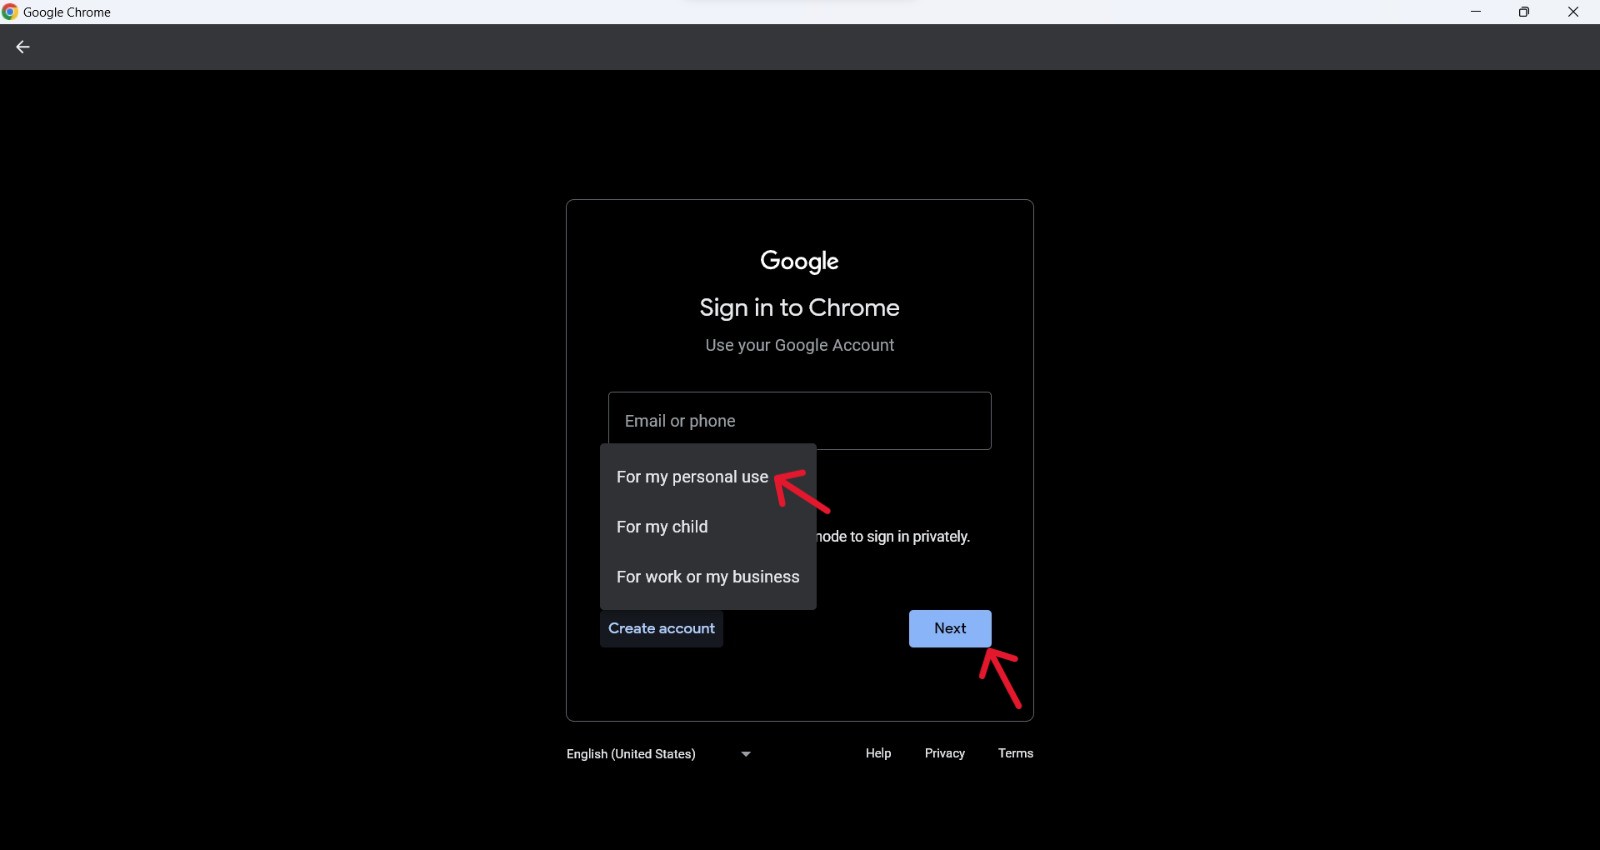 Google Chrome
Google
Sign in to Chrome
Use your Google Account
Email or phone
For my personal use
For my child
to sign in privately.
For work or my business
Create account
Next
English (United States)
Help
Privacy
Terms